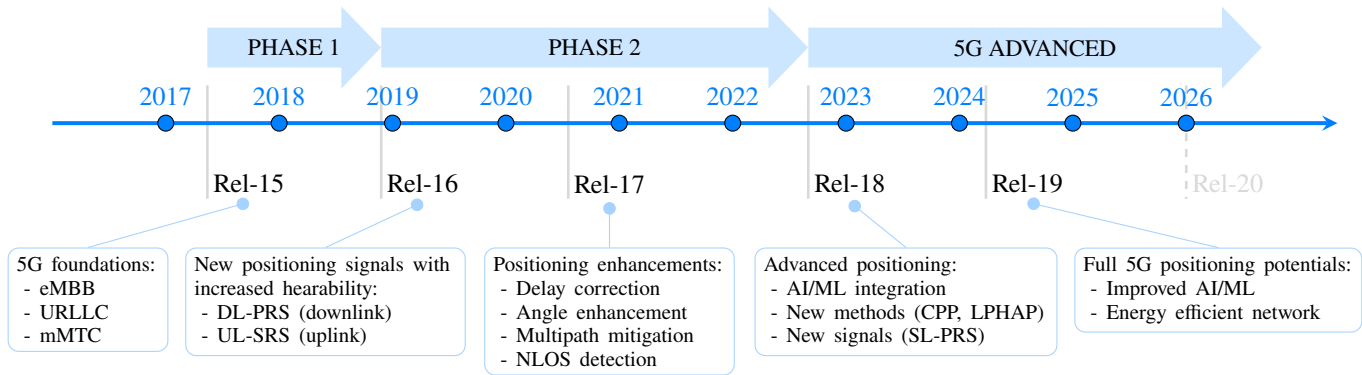 PHASE 1
PHASE 2
5G ADVANCED
2017
2018
2019
2020
2021
2022
2023
2024
2025
2026
Rel-15
Rel-16
Rel-17
Rel-18
Rel-19
Rel-20
5G foundations:
- eMBB
- URLLC
- mMTC
New positioning signals with
increased hearability:
- DL-PRS (downlink)
- UL-SRS (uplink)
Positioning enhancements:
- Delay correction
- Angle enhancement
- Multipath mitigation
- NLOS detection
Advanced positioning:
- AI/ML integration
- New methods (CPP, LPHAP)
- New signals (SL-PRS)
Full 5G positioning potentials:
- Improved AI/ML
- Energy efficient network